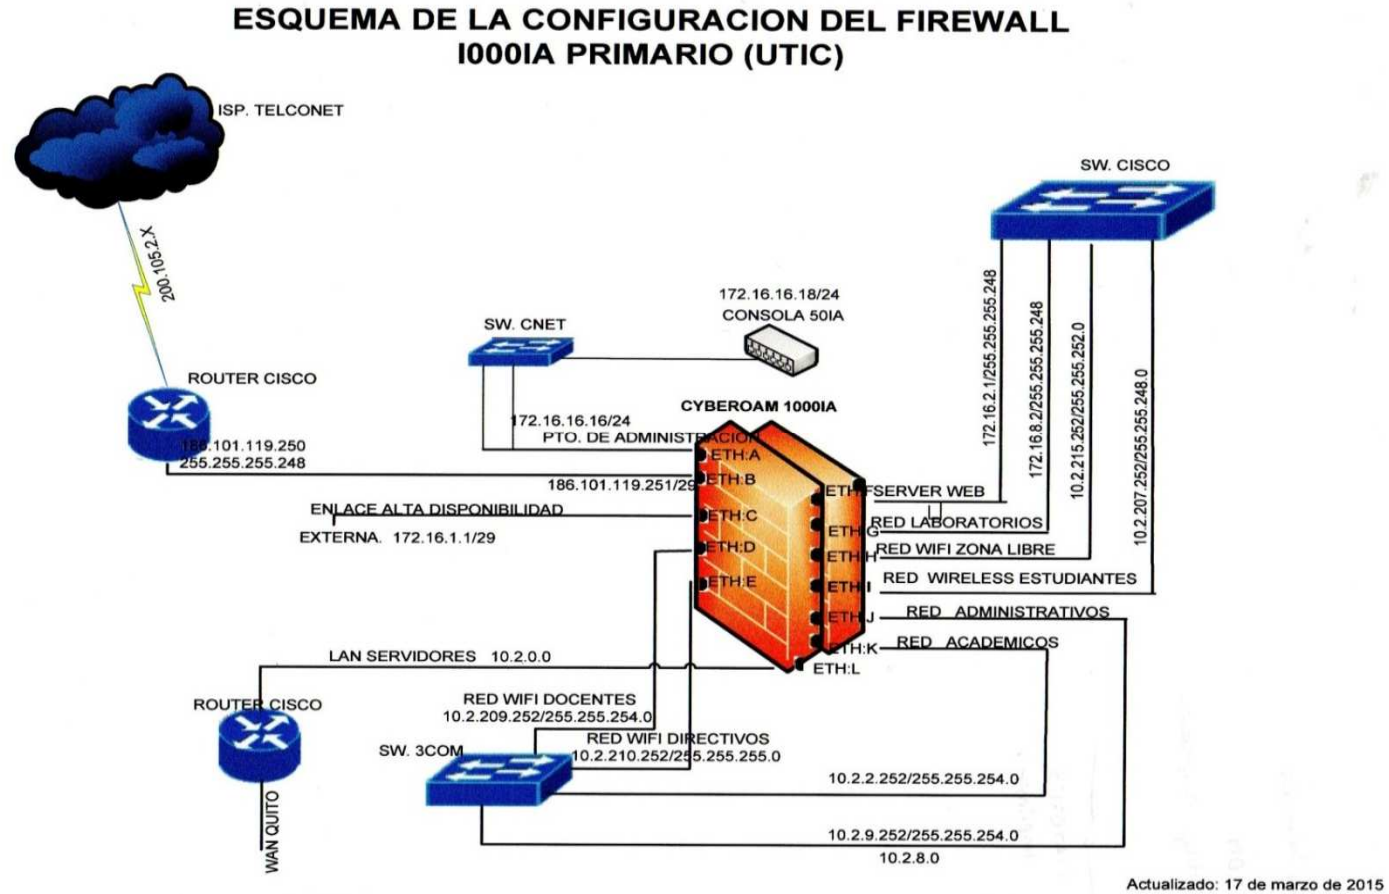 ESQUEMA DE LA CONFIGURACION DEL FIREWALL
I000IA PRIMARIO (UTIC)
ISP. TELCONET
200.105.2.X
SW. CISCO
172.16.2.1/255.255.255.248
172.16.8.2/255.255.255.248
10.2.215.252/255.255.252.0
10.2.207.252/255.255.248.0
172.16.16.18/24
CONSOLA 50IA
SW. CNET
ROUTER CISCO
186.101.119.250
255.255.255.248
172.16.16.16/24
PTO. DE ADMINISTRACION
CYBEROAM 1000IA
186.101.119.251/29
ENLACE ALTA DISPONIBILIDAD
EXTERNA. 172.16.1.1/29
ETH:A
ETH:B
ETH:C
ETH:D
ETH:E
ETH:F SERVER WEB
ETH:G RED LABORATORIOS
ETH:H RED WIFI ZONA LIBRE
ETH:I RED WIRELESS ESTUDIANTES
ETH:J RED ADMINISTRATIVOS
ETH:K RED ACADEMICOS
ETH:L
LAN SERVIDORES 10.2.0.0
ROUTER CISCO
WAN QUITO
RED WIFI DOCENTES
10.2.209.252/255.255.254.0
RED WIFI DIRECTIVOS
10.2.210.252/255.255.255.0
SW. 3COM
10.2.2.252/255.255.254.0
10.2.9.252/255.255.254.0
10.2.8.0
Actualizado: 17 de marzo de 2015